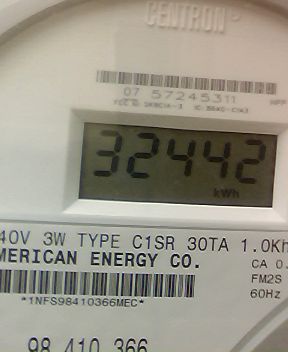 CENTRON®
07 57245311
32442
kWh
40V 3W TYPE C1SR 30TA 1.0Kh
MERICAN ENERGY CO.
CA 0.
*1NFS98410366MEC*
FM2S
60Hz
98 410 366